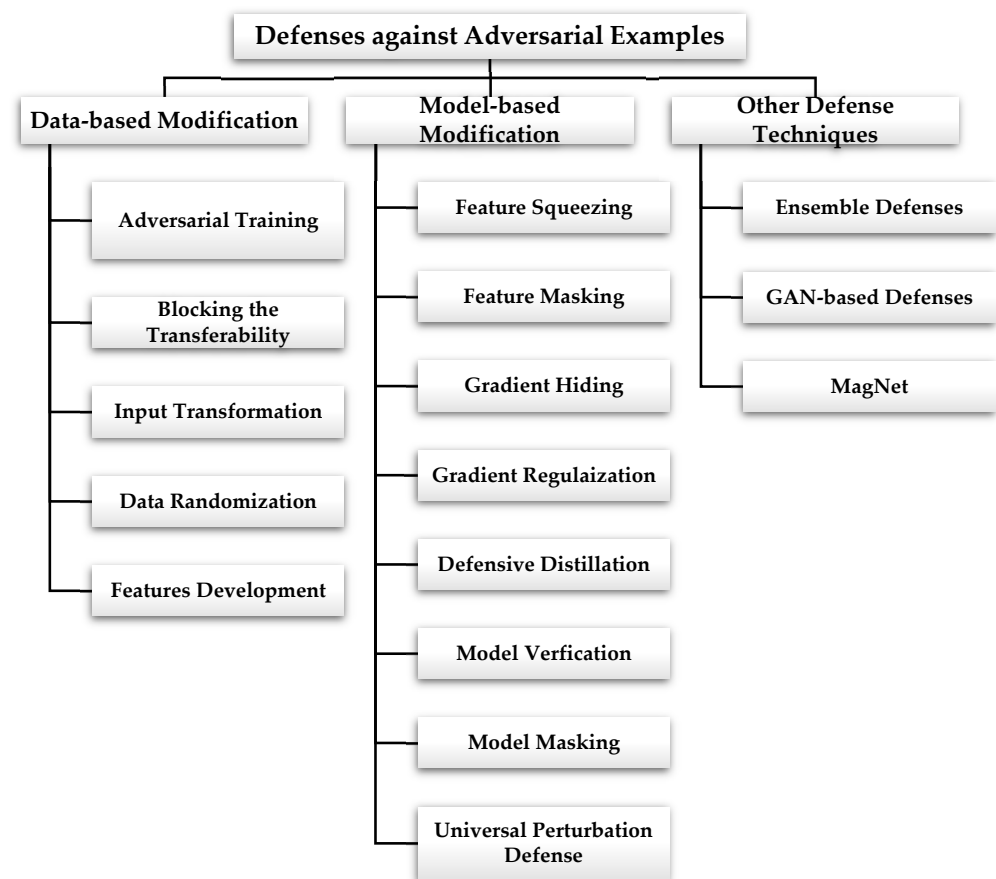 Defenses against Adversarial Examples
Data-based Modification
Adversarial Training
Blocking the
Transferability
Input Transformation
Data Randomization
Features Development
Model-based
Modification
Feature Squeezing
Feature Masking
Gradient Hiding
Gradient Regulaization
Defensive Distillation
Model Verfication
Model Masking
Universal Perturbation
Defense
Other Defense
Techniques
Ensemble Defenses
GAN-based Defenses
MagNet